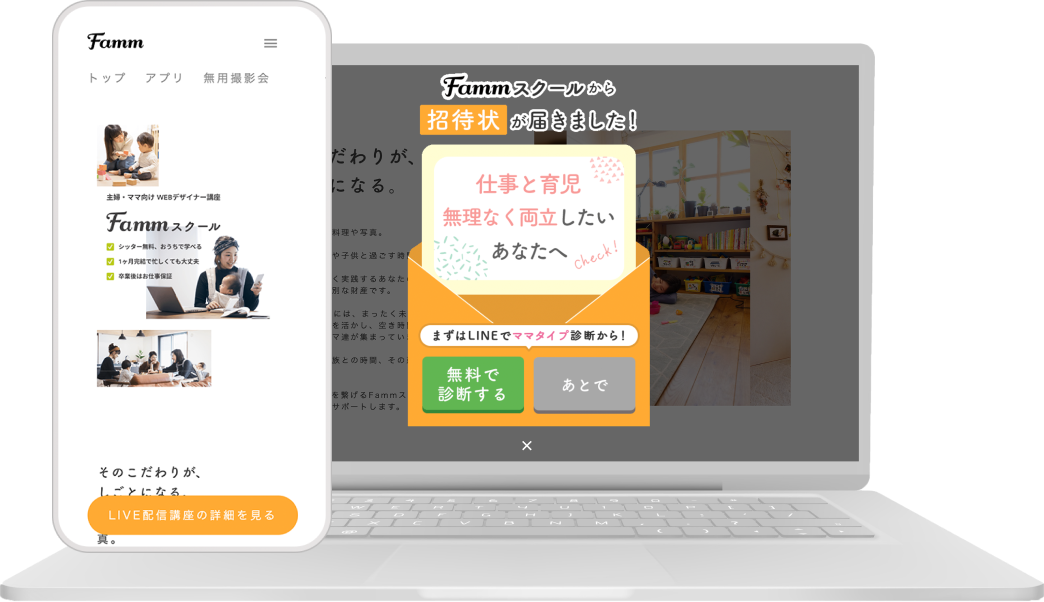 Famm
トップ アプリ 無用撮影会
主婦・ママ向け WEBデザイナー講座
Famm スクール
シッター無料、おうちで学べる
1ヶ月完結で忙しくても大丈夫
卒業後はお仕事保証
そのこだわりが、
しごとになる。
LIVE配信講座の詳細を見る
真。
Fammスクールから
招待状が届きました!
仕事と育児
無理なく両立したい
あなたへ
Check!
まずはLINEでママタイプ診断から!
無料で
診断する
あとで
×
だわりが、
になる。
料理や写真。
や子供と過ごす時
く実践するあなた
別な財産です。
には、まったく未
を活かし、空き時
マ達が集まってい
族との時間、その
を繋げるFammス
サポートします。